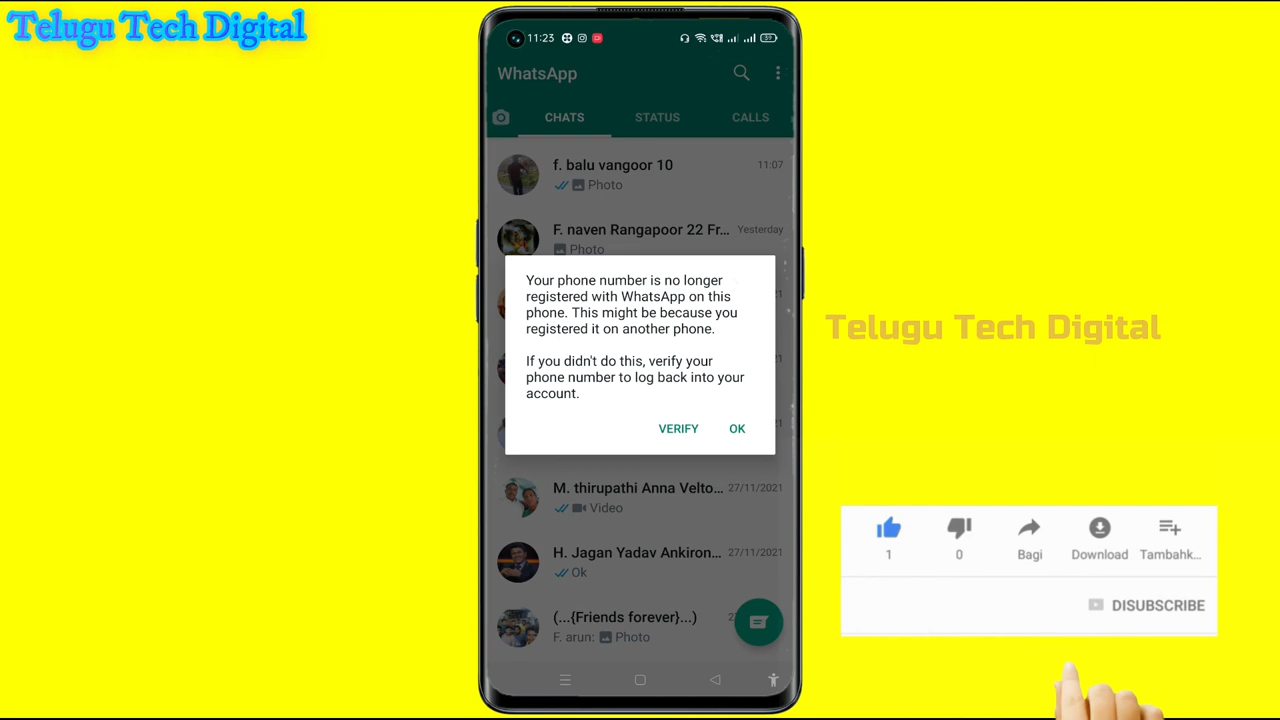 Telugu Tech Digital
11:23
59
WhatsApp
CHATS STATUS CALLS
f. balu vangoor 10 11:07
Photo
F. naven Rangapoor 22 Fr... Yesterday
Photo
Your phone number is no longer
registered with WhatsApp on this
phone. This might be because you
registered it on another phone.
If you didn't do this, verify your
phone number to log back into your
account.
VERIFY OK
M. thirupathi Anna Velto... 27/11/2021
Video
H. Jagan Yadav Ankiron... 27/11/2021
Ok
(...{Friends forever}...)
F. arun: Photo
Telugu Tech Digital
1 0 Bagi Download Tambahk...
DISUBSCRIBE